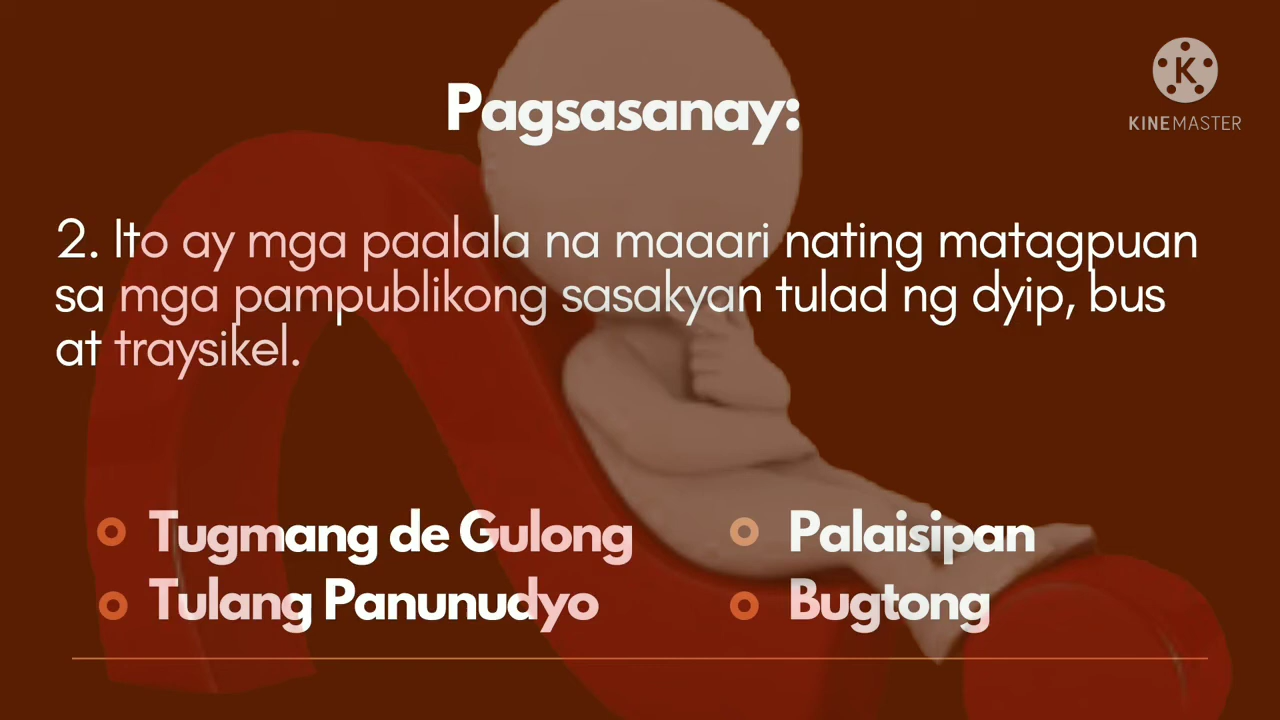 Pagsasanay:
K
KINEMASTER
2. Ito ay mga paalala na maaari nating matagpuan
sa mga pampublikong sasakyan tulad ng dyip, bus
at traysikel.
Tugmang de Gulong
Palaisipan
Tulang Panunudyo
Bugtong